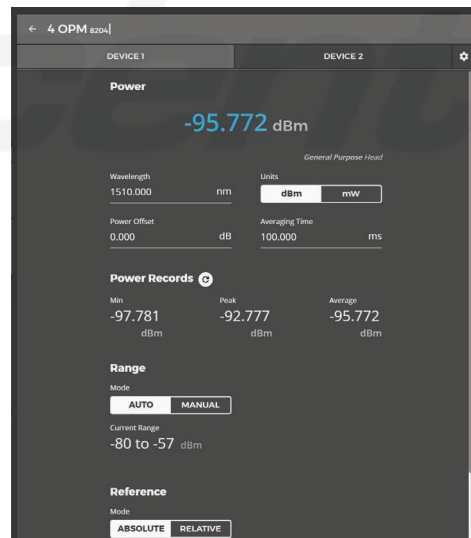 ← 4 OPM 8204
DEVICE 1 DEVICE 2
Power
-95.772 dBm
General Purpose Head
Wavelength Units
1510.000 nm dBm mW
Power Offset Averaging Time
0.000 dB 100.000 ms
Power Records
Min Peak Average
-97.781 -92.777 -95.772
dBm dBm dBm
Range
Mode
AUTO MANUAL
Current Range
-80 to -57 dBm
Reference
Mode
ABSOLUTE RELATIVE